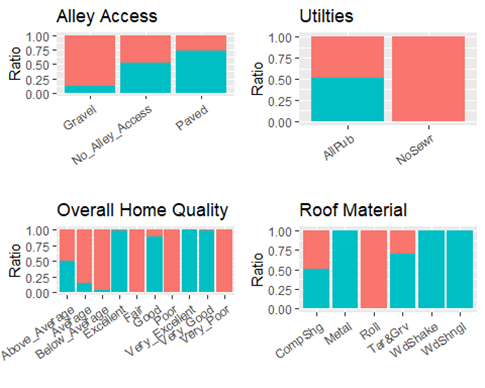 Alley Access
Ratio
1.00
0.75
0.50
0.25
0.00
Gravel
No_Alley_Access
Paved
Utilties
Ratio
1.00
0.75
0.50
0.25
0.00
AllPub
NoSewr
Overall Home Quality
Ratio
1.00
0.75
0.50
0.25
0.00
Above_Average
Average
Below_Average
Excellent
Fair
Good
Poor
Very_Excellent
Very_Good
Very_Poor
Roof Material
Ratio
1.00
0.75
0.50
0.25
0.00
CompShg
Metal
Roll
Tar&Grv
WdShake
WdShngl